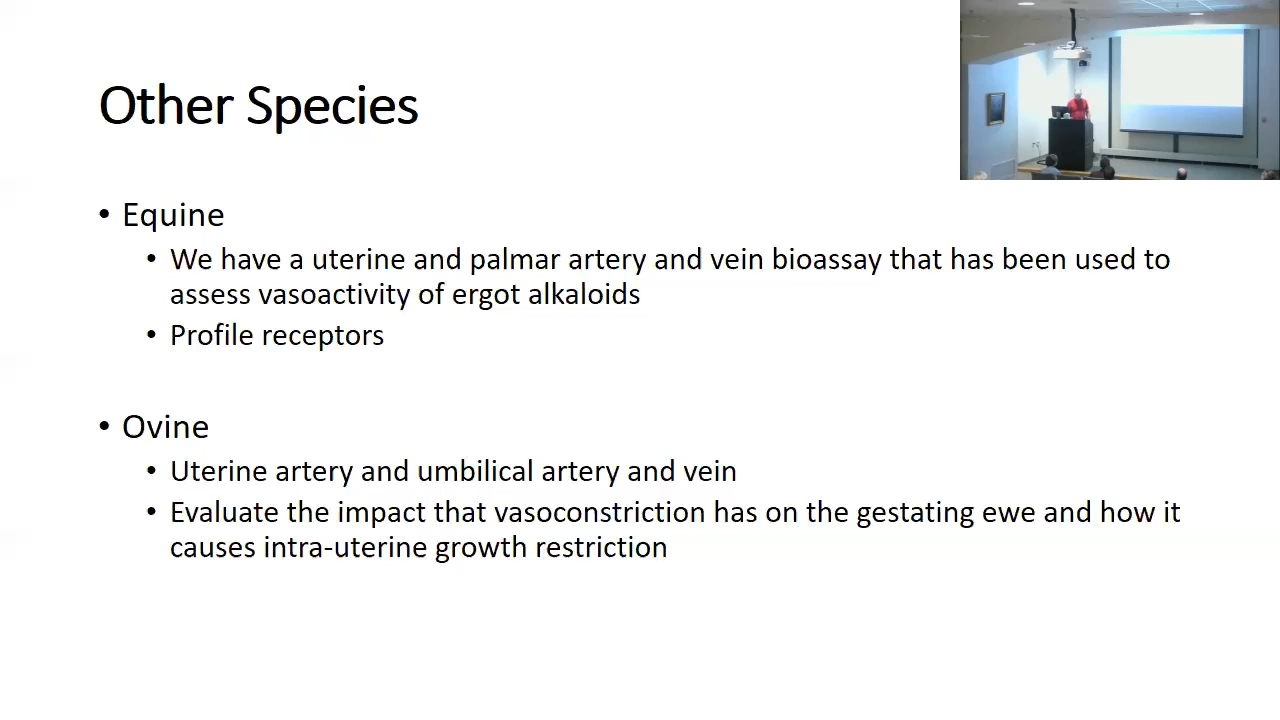 Other Species
• Equine
• We have a uterine and palmar artery and vein bioassay that has been used to
assess vasoactivity of ergot alkaloids
• Profile receptors
• Ovine
• Uterine artery and umbilical artery and vein
• Evaluate the impact that vasoconstriction has on the gestating ewe and how it
causes intra-uterine growth restriction